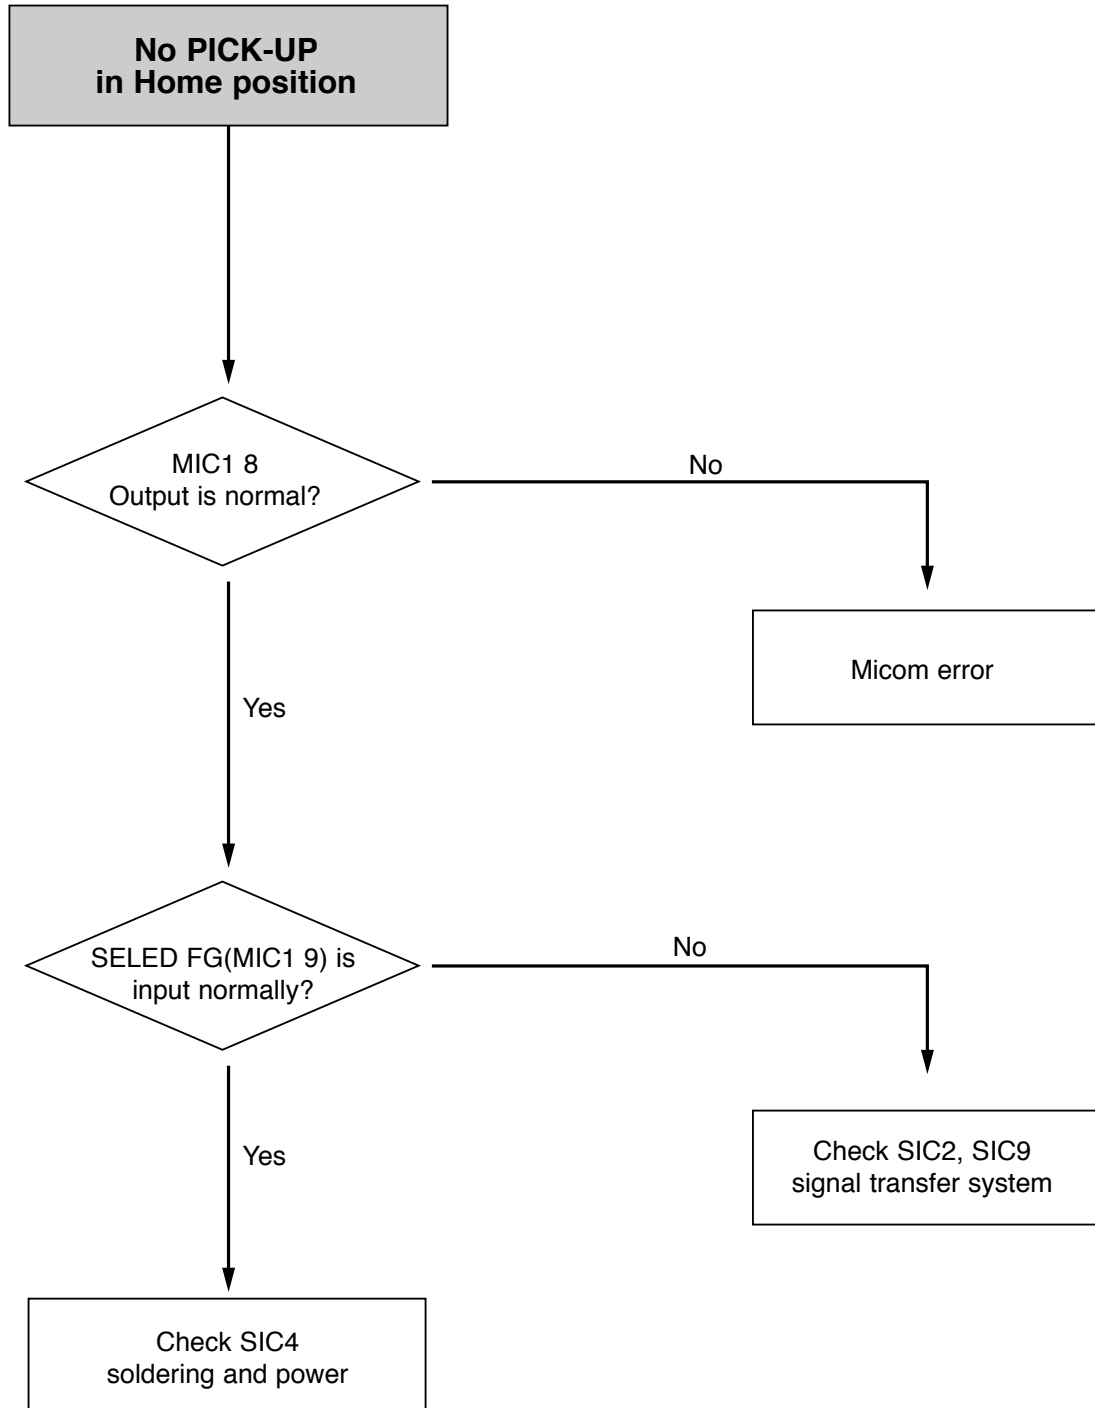 No PICK-UP
in Home position
MIC1 8
Output is normal?
No
Micom error
Yes
SELED FG(MIC1 9) is
input normally?
No
Check SIC2, SIC9
signal transfer system
Yes
Check SIC4
soldering and power